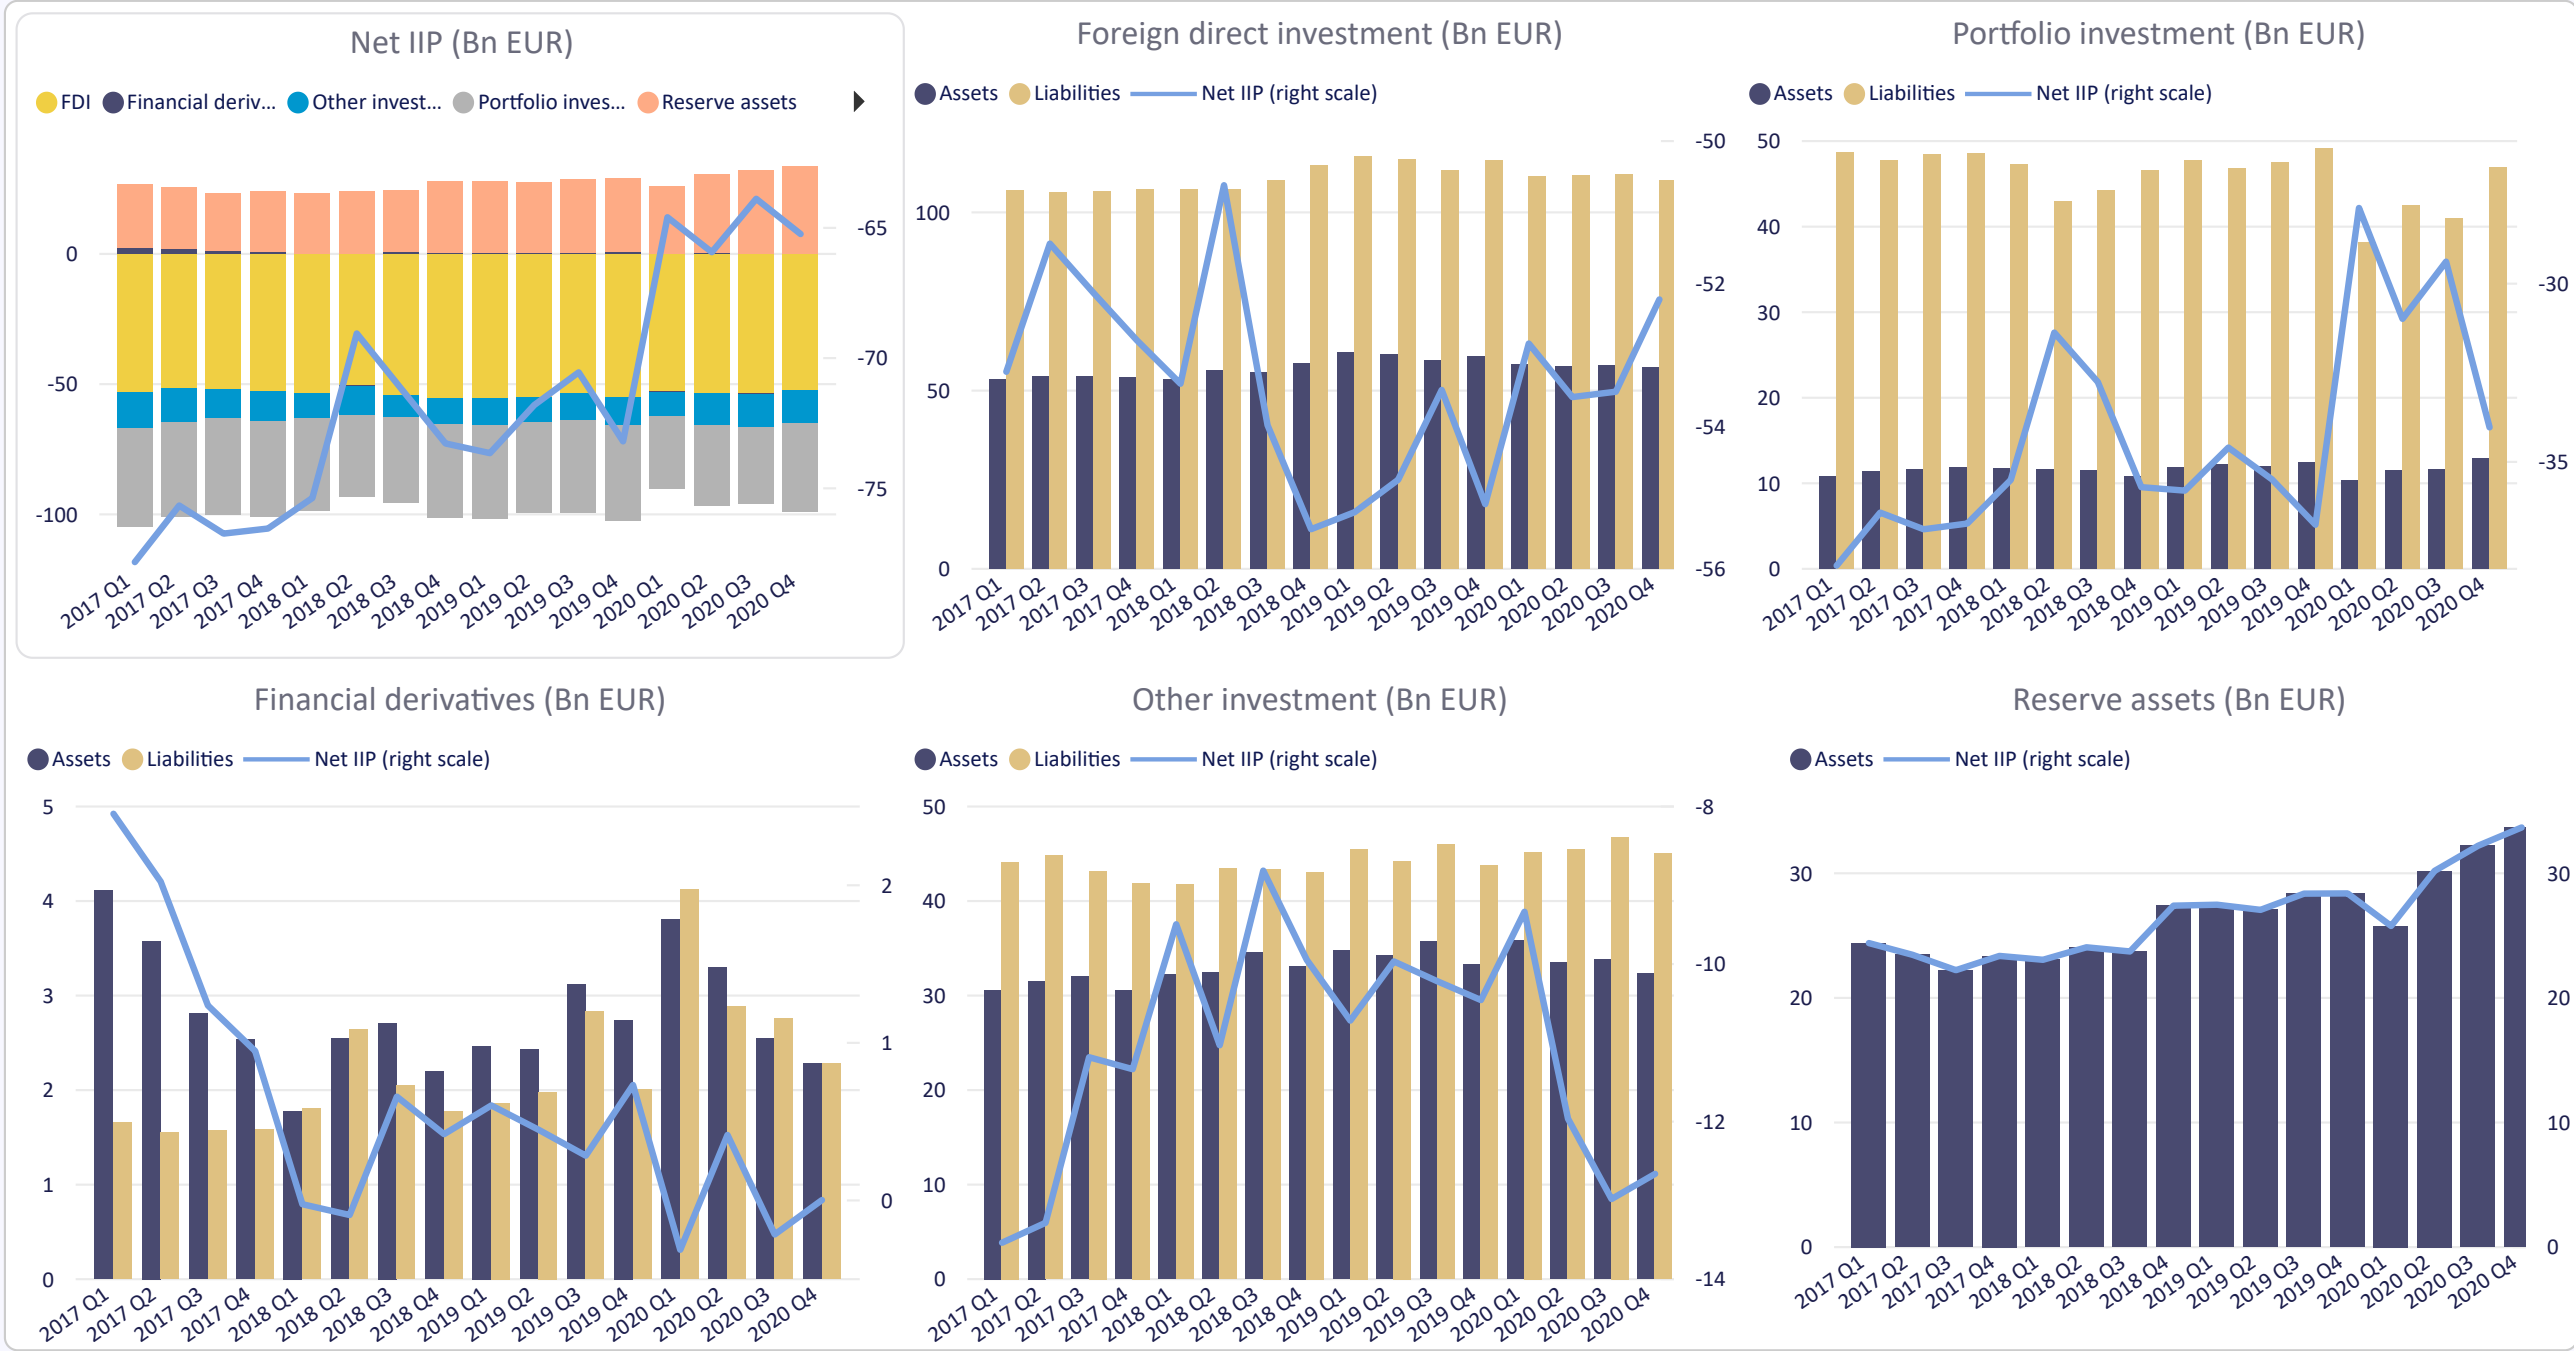 Net IIP (Bn EUR)
FDI Financial deriv... Other invest... Portfolio inves... Reserve assets
0
-50
-100
-65
-70
-75
2017 Q1 2017 Q2 2017 Q3 2017 Q4 2018 Q1 2018 Q2 2018 Q3 2018 Q4 2019 Q1 2019 Q2 2019 Q3 2019 Q4 2020 Q1 2020 Q2 2020 Q3 2020 Q4
Foreign direct investment (Bn EUR)
Assets Liabilities Net IIP (right scale)
100
50
0
-50
-52
-54
-56
2017 Q1 2017 Q2 2017 Q3 2017 Q4 2018 Q1 2018 Q2 2018 Q3 2018 Q4 2019 Q1 2019 Q2 2019 Q3 2019 Q4 2020 Q1 2020 Q2 2020 Q3 2020 Q4
Portfolio investment (Bn EUR)
Assets Liabilities Net IIP (right scale)
50
40
30
20
10
0
-30
-35
2017 Q1 2017 Q2 2017 Q3 2017 Q4 2018 Q1 2018 Q2 2018 Q3 2018 Q4 2019 Q1 2019 Q2 2019 Q3 2019 Q4 2020 Q1 2020 Q2 2020 Q3 2020 Q4
Financial derivatives (Bn EUR)
Assets Liabilities Net IIP (right scale)
5
4
3
2
1
0
2
1
0
2017 Q1 2017 Q2 2017 Q3 2017 Q4 2018 Q1 2018 Q2 2018 Q3 2018 Q4 2019 Q1 2019 Q2 2019 Q3 2019 Q4 2020 Q1 2020 Q2 2020 Q3 2020 Q4
Other investment (Bn EUR)
Assets Liabilities Net IIP (right scale)
50
40
30
20
10
0
-8
-10
-12
-14
2017 Q1 2017 Q2 2017 Q3 2017 Q4 2018 Q1 2018 Q2 2018 Q3 2018 Q4 2019 Q1 2019 Q2 2019 Q3 2019 Q4 2020 Q1 2020 Q2 2020 Q3 2020 Q4
Reserve assets (Bn EUR)
Assets Net IIP (right scale)
30
20
10
0
30
20
10
0
2017 Q1 2017 Q2 2017 Q3 2017 Q4 2018 Q1 2018 Q2 2018 Q3 2018 Q4 2019 Q1 2019 Q2 2019 Q3 2019 Q4 2020 Q1 2020 Q2 2020 Q3 2020 Q4